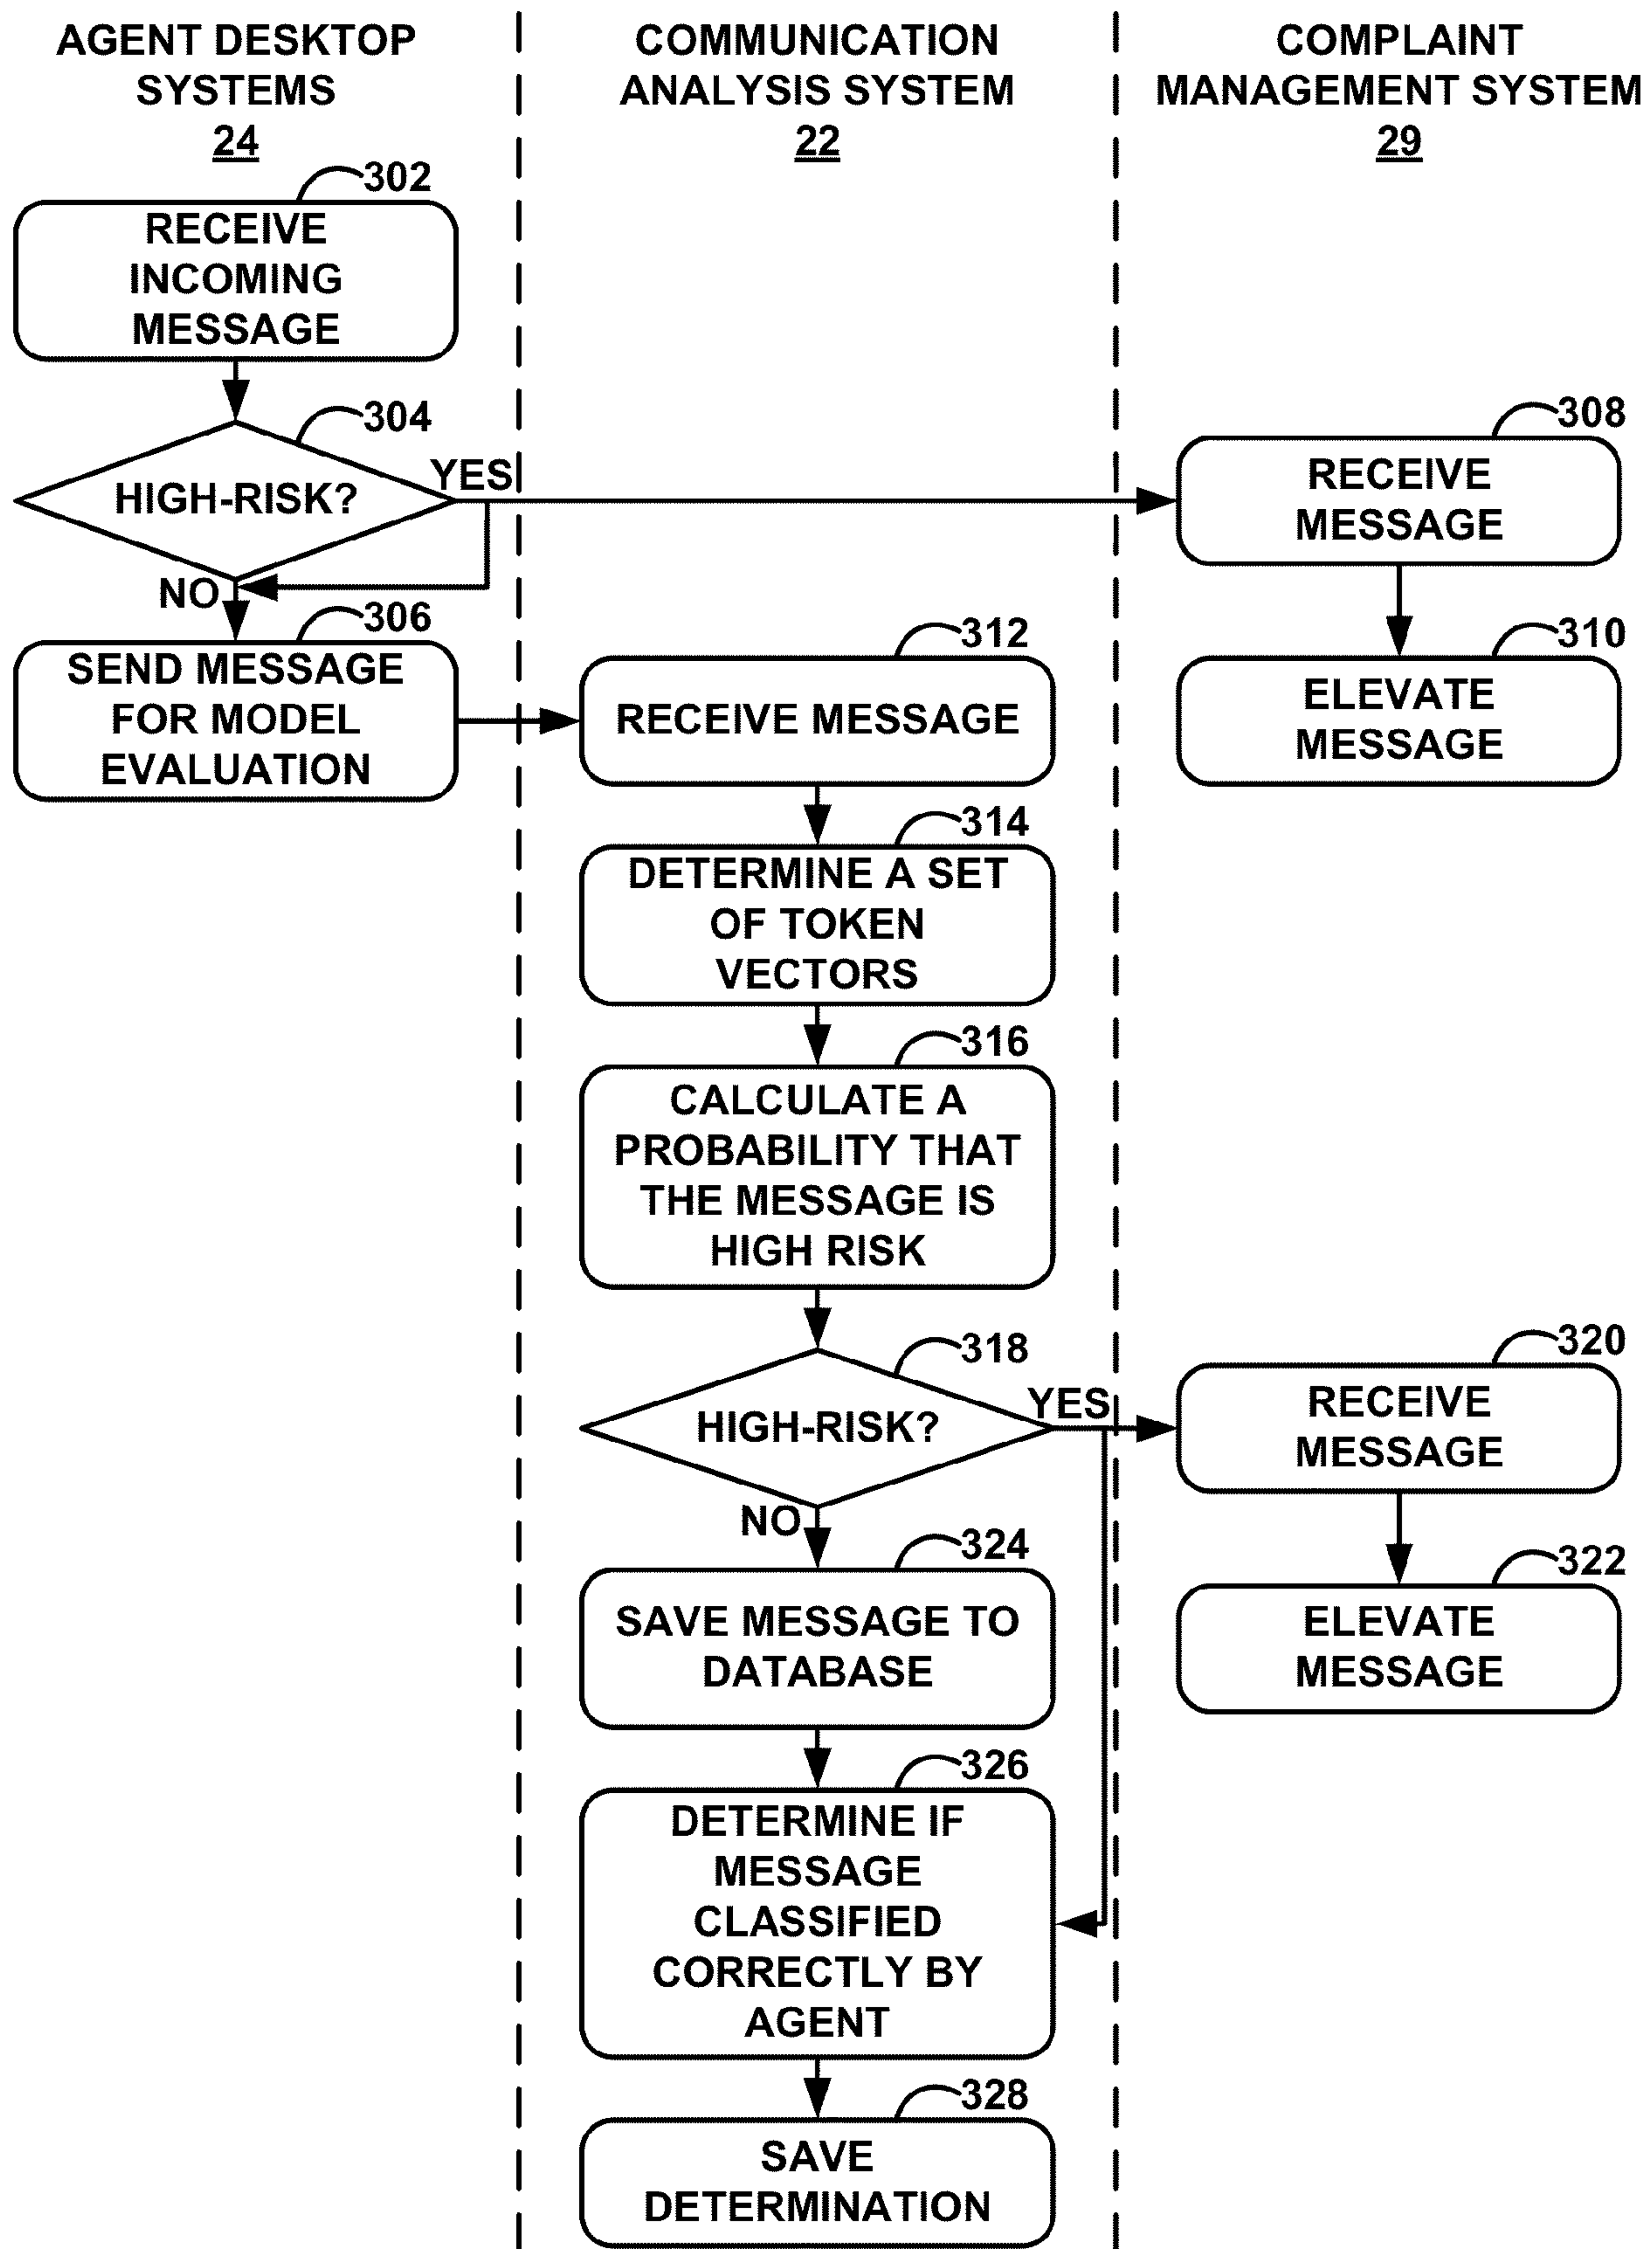 AGENT DESKTOP
SYSTEMS
24
COMMUNICATION
ANALYSIS SYSTEM
22
COMPLAINT
MANAGEMENT SYSTEM
29
302
RECEIVE
INCOMING
MESSAGE
304
HIGH-RISK?
YES
NO
308
RECEIVE
MESSAGE
310
ELEVATE
MESSAGE
306
SEND MESSAGE
FOR MODEL
EVALUATION
312
RECEIVE MESSAGE
314
DETERMINE A SET
OF TOKEN
VECTORS
316
CALCULATE A
PROBABILITY THAT
THE MESSAGE IS
HIGH RISK
318
HIGH-RISK?
YES
NO
320
RECEIVE
MESSAGE
322
ELEVATE
MESSAGE
324
SAVE MESSAGE TO
DATABASE
326
DETERMINE IF
MESSAGE
CLASSIFIED
CORRECTLY BY
AGENT
328
SAVE
DETERMINATION